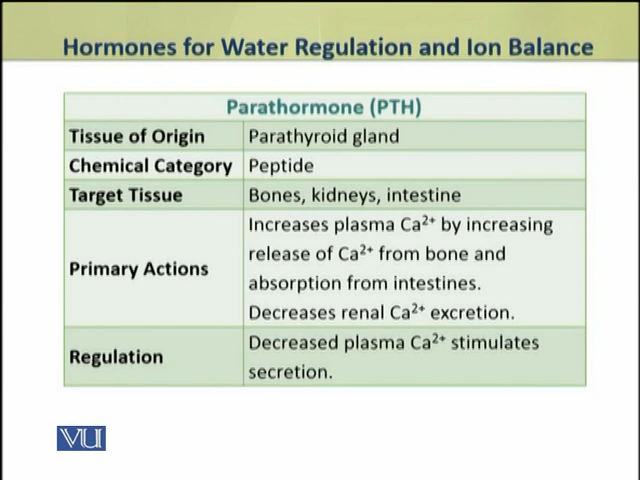 Hormones for Water Regulation and Ion Balance
Parathormone (PTH)
Tissue of Origin Parathyroid gland
Chemical Category Peptide
Target Tissue Bones, kidneys, intestine
Primary Actions
Increases plasma Ca²⁺ by increasing
release of Ca²⁺ from bone and
absorption from intestines.
Decreases renal Ca²⁺ excretion.
Regulation
Decreased plasma Ca²⁺ stimulates
secretion.
VU